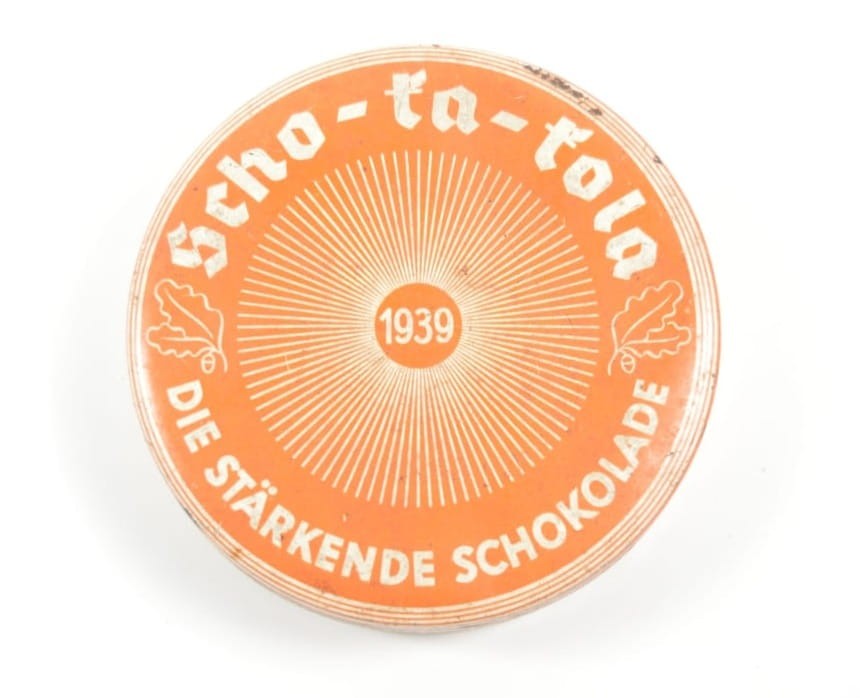 Scho-ka-kola
1939
DIE STÄRKENDE SCHOKOLADE